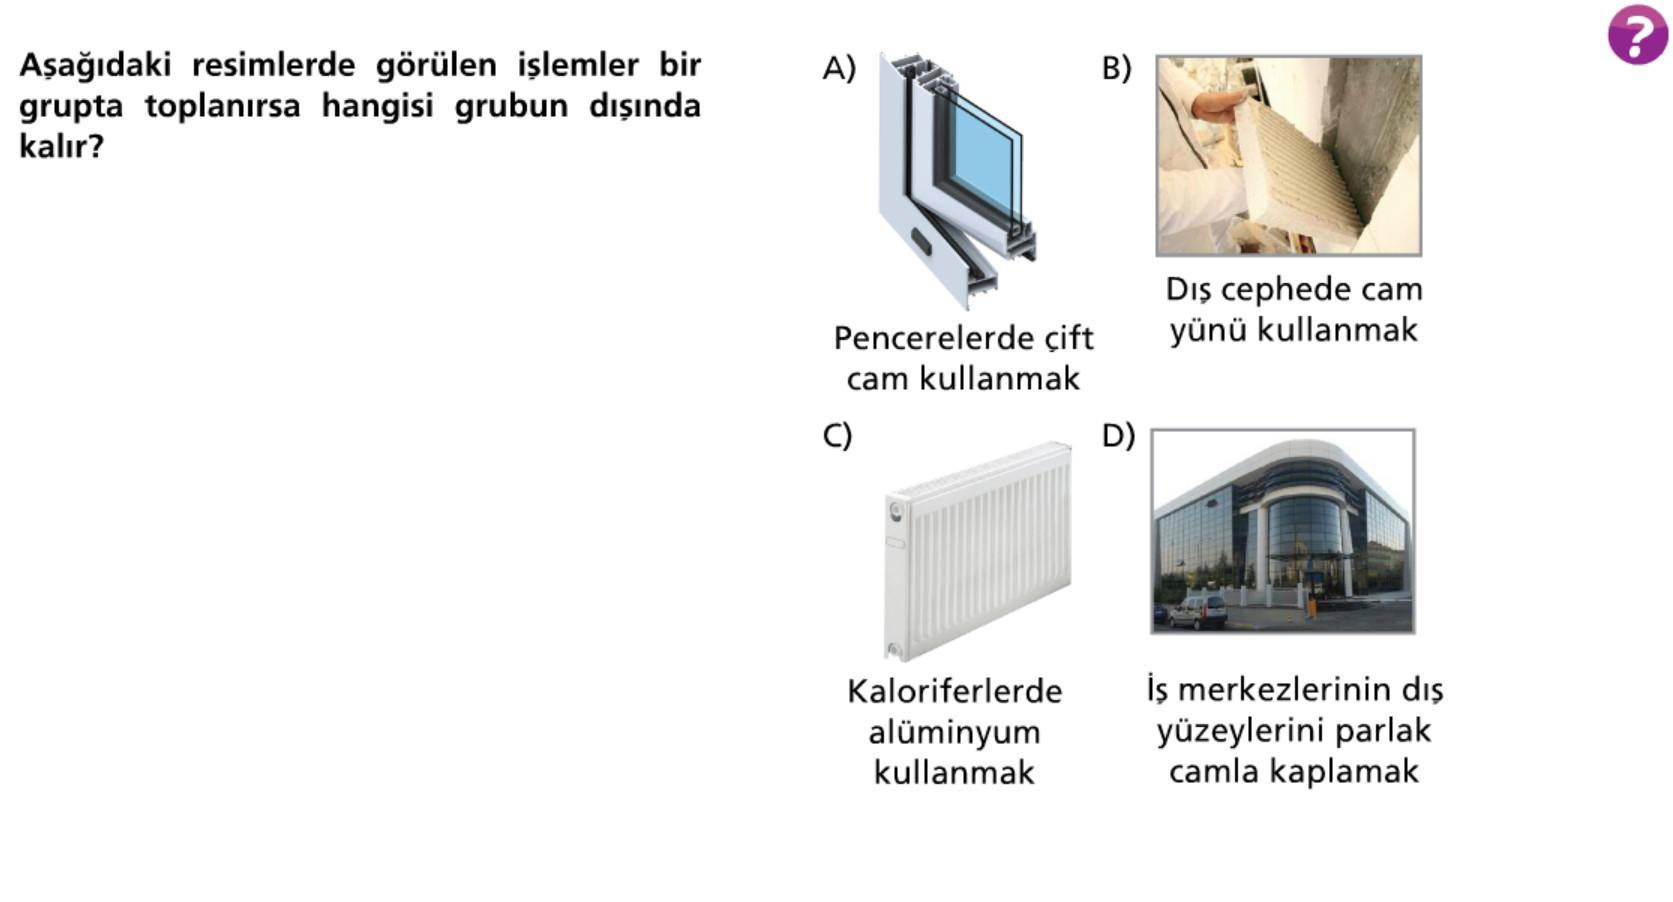 Aşağıdaki resimlerde görülen işlemler bir
grupta toplanırsa hangisi grubun dışında
kalır?
A)
Pencerelerde çift
cam kullanmak
B)
Dış cephede cam
yünü kullanmak
C)
Kaloriferlerde
alüminyum
kullanmak
D)
İş merkezlerinin dış
yüzeylerini parlak
camla kaplamak
?